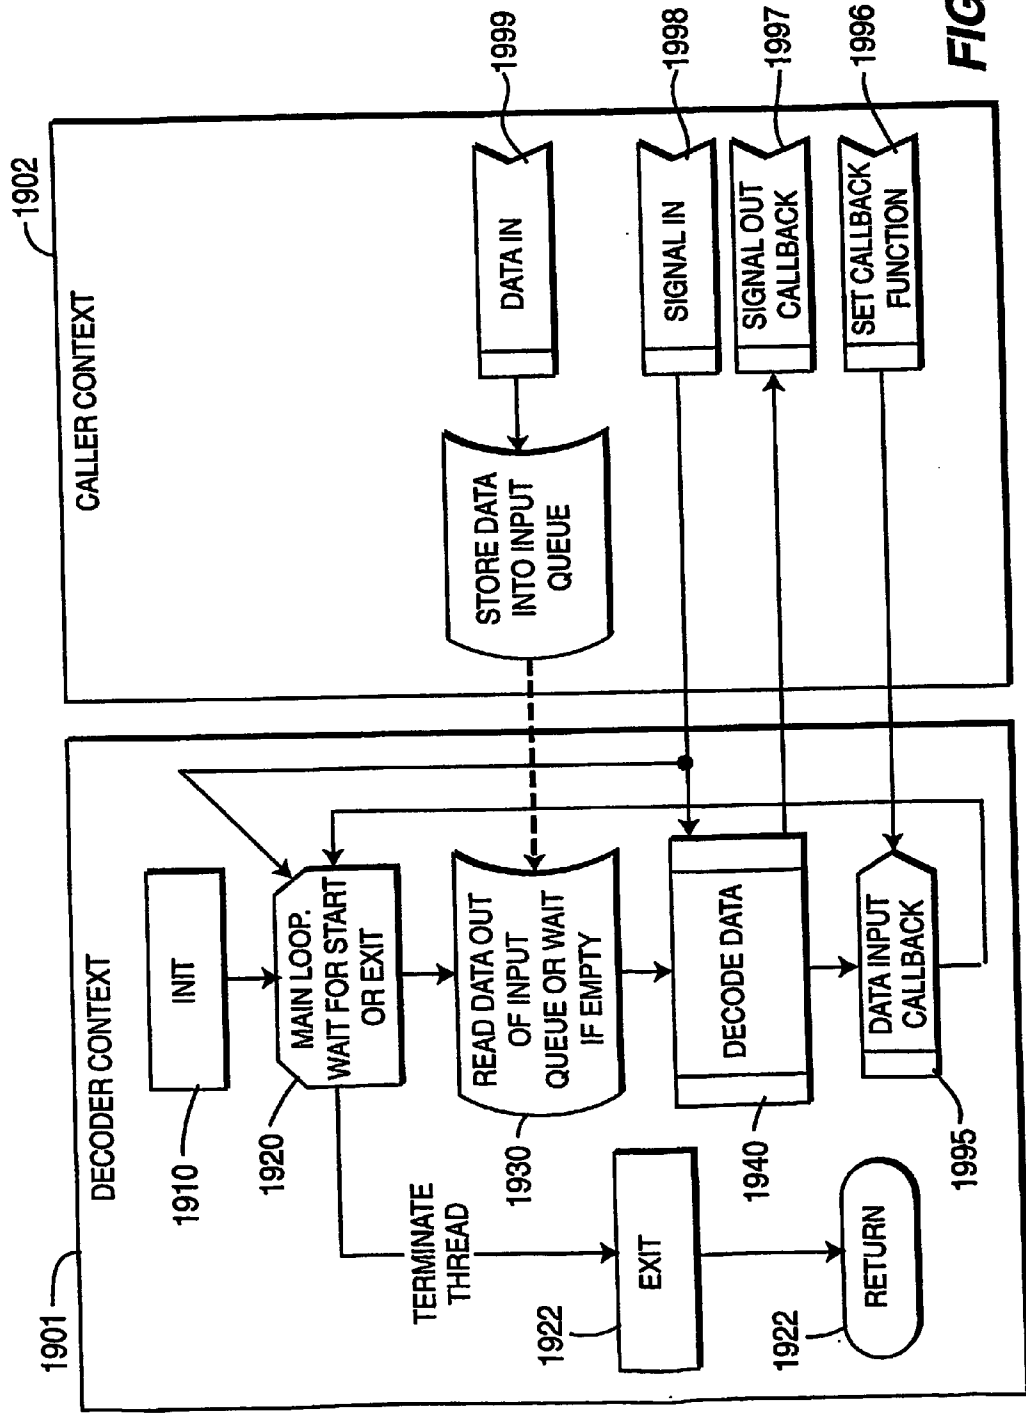 1901
DECODER CONTEXT
1910
INIT
1920
MAIN LOOP.
WAIT FOR START
OR EXIT
TERMINATE
THREAD
1930
READ DATA OUT
OF INPUT
QUEUE OR WAIT
IF EMPTY
1922
EXIT
1940
DECODE DATA
1922
RETURN
1995
DATA INPUT
CALLBACK
1902
CALLER CONTEXT
STORE DATA
INTO INPUT
QUEUE
DATA IN
1999
SIGNAL IN
1998
SIGNAL OUT
CALLBACK
1997
SET CALLBACK
FUNCTION
1996
FIG